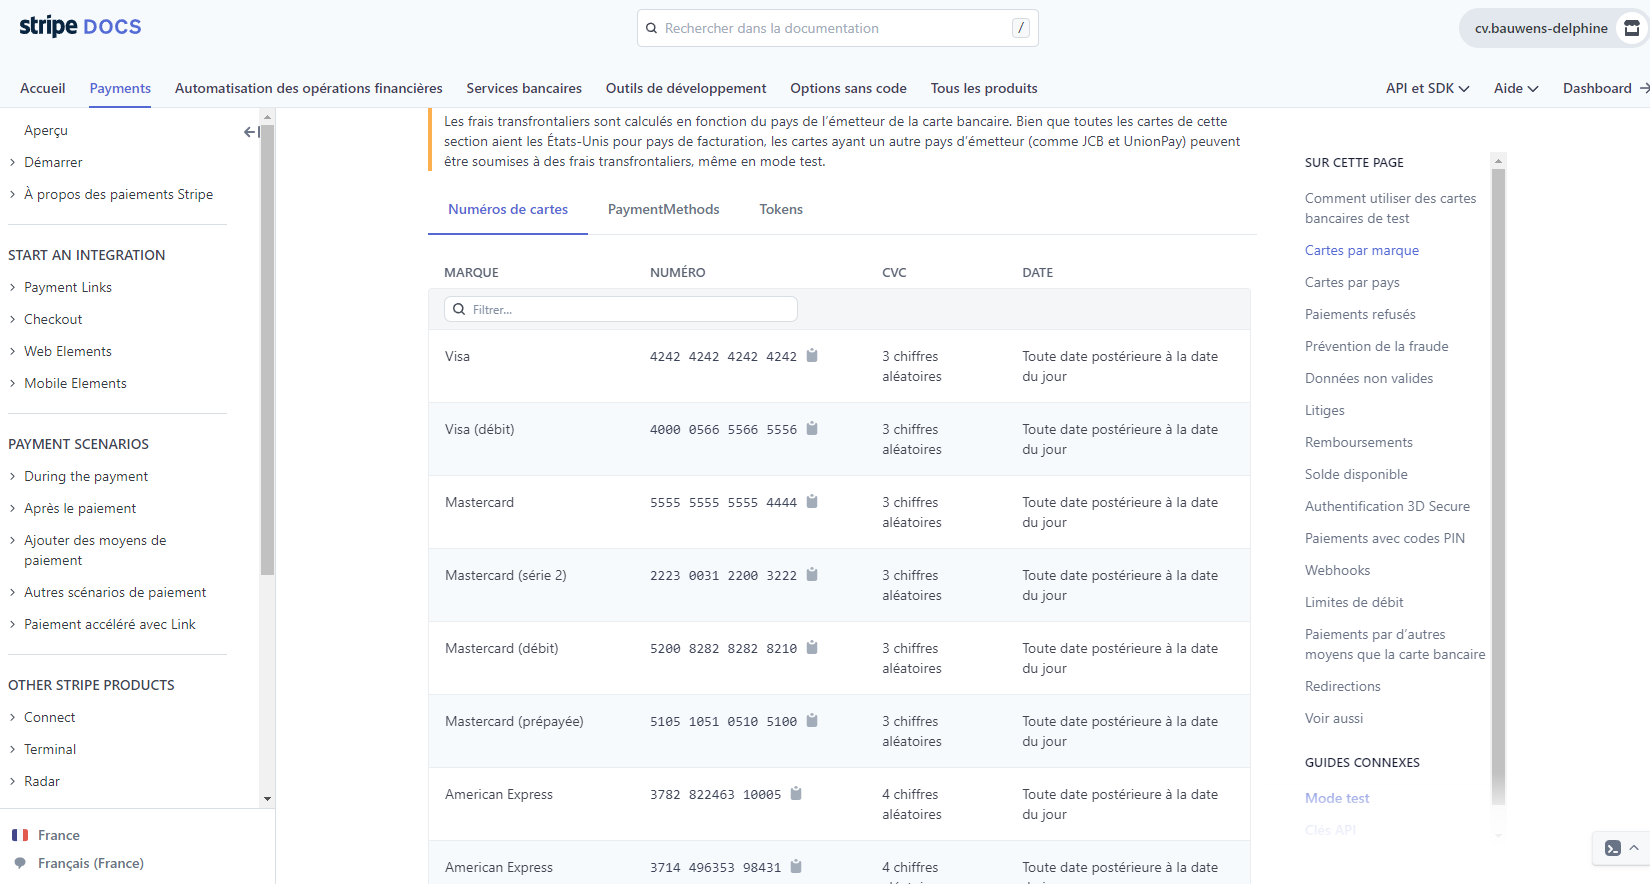 stripe DOCS
Rechercher dans la documentation /
cv.bauwens-delphine
Accueil Payments Automatisation des opérations financières Services bancaires Outils de développement Options sans code Tous les produits API et SDK Aide Dashboard
Aperçu
Démarrer
À propos des paiements Stripe
START AN INTEGRATION
Payment Links
Checkout
Web Elements
Mobile Elements
PAYMENT SCENARIOS
During the payment
Après le paiement
Ajouter des moyens de
paiement
Autres scénarios de paiement
Paiement accéléré avec Link
OTHER STRIPE PRODUCTS
Connect
Terminal
Radar
France
Français (France)
Les frais transfrontaliers sont calculés en fonction du pays de l’émetteur de la carte bancaire. Bien que toutes les cartes de cette
section aient les États-Unis pour pays de facturation, les cartes ayant un autre pays d’émetteur (comme JCB et UnionPay) peuvent
être soumises à des frais transfrontaliers, même en mode test.
Numéros de cartes PaymentMethods Tokens
MARQUE NUMÉRO CVC DATE
Filtrer...
Visa 4242 4242 4242 4242 3 chiffres Toute date postérieure à la date
aléatoires du jour
Visa (débit) 4000 0566 5566 5556 3 chiffres Toute date postérieure à la date
aléatoires du jour
Mastercard 5555 5555 5555 4444 3 chiffres Toute date postérieure à la date
aléatoires du jour
Mastercard (série 2) 2223 0031 2200 3222 3 chiffres Toute date postérieure à la date
aléatoires du jour
Mastercard (débit) 5200 8282 8282 8210 3 chiffres Toute date postérieure à la date
aléatoires du jour
Mastercard (prépayée) 5105 1051 0510 5100 3 chiffres Toute date postérieure à la date
aléatoires du jour
American Express 3782 822463 10005 4 chiffres Toute date postérieure à la date
aléatoires du jour
American Express 3714 496353 98431 4 chiffres Toute date postérieure à la date
SUR CETTE PAGE
Comment utiliser des cartes
bancaires de test
Cartes par marque
Cartes par pays
Paiements refusés
Prévention de la fraude
Données non valides
Litiges
Remboursements
Solde disponible
Authentification 3D Secure
Paiements avec codes PIN
Webhooks
Limites de débit
Paiements par d’autres
moyens que la carte bancaire
Redirections
Voir aussi
GUIDES CONNEXES
Mode test
Clés API